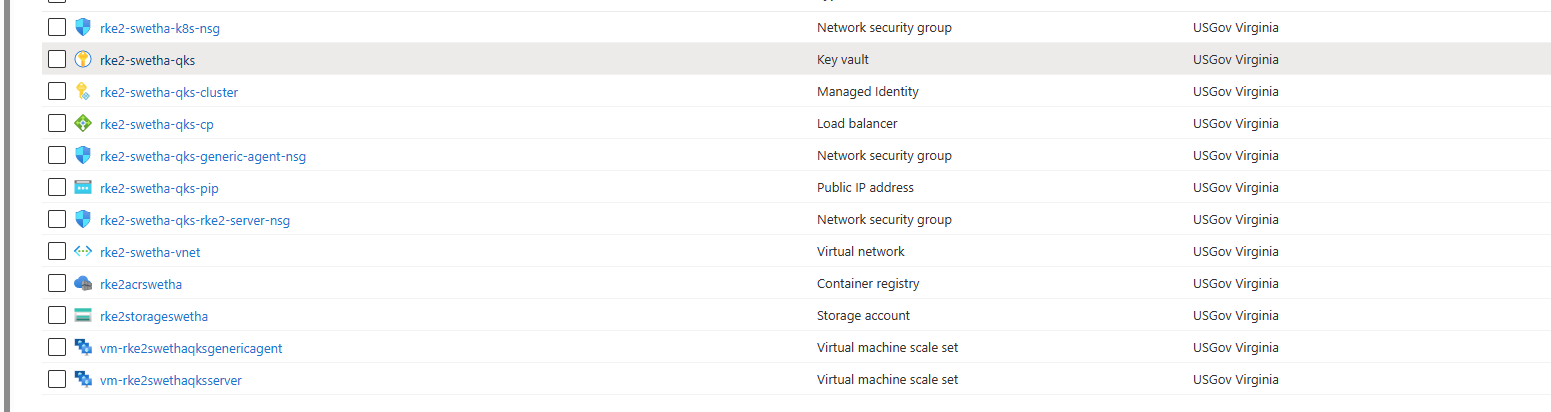 rke2-swetha-k8s-nsg Network security group USGov Virginia
rke2-swetha-qks Key vault USGov Virginia
rke2-swetha-qks-cluster Managed Identity USGov Virginia
rke2-swetha-qks-cp Load balancer USGov Virginia
rke2-swetha-qks-generic-agent-nsg Network security group USGov Virginia
rke2-swetha-qks-pip Public IP address USGov Virginia
rke2-swetha-qks-rke2-server-nsg Network security group USGov Virginia
rke2-swetha-vnet Virtual network USGov Virginia
rke2acrswetha Container registry USGov Virginia
rke2storageswetha Storage account USGov Virginia
vm-rke2swethaqksgenericagent Virtual machine scale set USGov Virginia
vm-rke2swethaqksserver Virtual machine scale set USGov Virginia